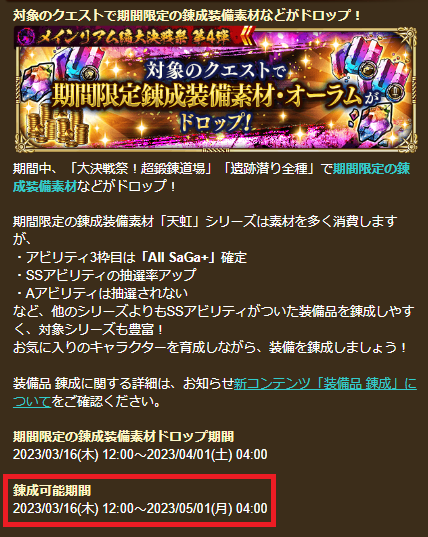 対象のクエストで期間限定の錬成装備素材などがドロップ！
メインリアム編大決戦祭 第4弾
対象のクエストで
期間限定錬成装備素材・オーラムが
ドロップ!
期間中、「大決戦祭！超鍛錬道場」「遺跡潜り全種」で期間限定の錬
成装備素材などがドロップ！
期間限定の錬成装備素材「天虹」シリーズは素材を多く消費します
が、
・アビリティ3枠目は「All SaGa+」確定
・SSアビリティの抽選率アップ
・Aアビリティは抽選されない
など、他のシリーズよりもSSアビリティがついた装備品を錬成しやす
く、対象シリーズも豊富！
お気に入りのキャラクターを育成しながら、装備を錬成しましょう！
装備品 錬成に関する詳細は、お知らせ新コンテンツ「装備品 錬成」に
ついてをご確認ください。
期間限定の錬成装備素材ドロップ期間
2023/03/16(木) 12:00～2023/04/01(土) 04:00
錬成可能期間
2023/03/16(木) 12:00～2023/05/01(月) 04:00